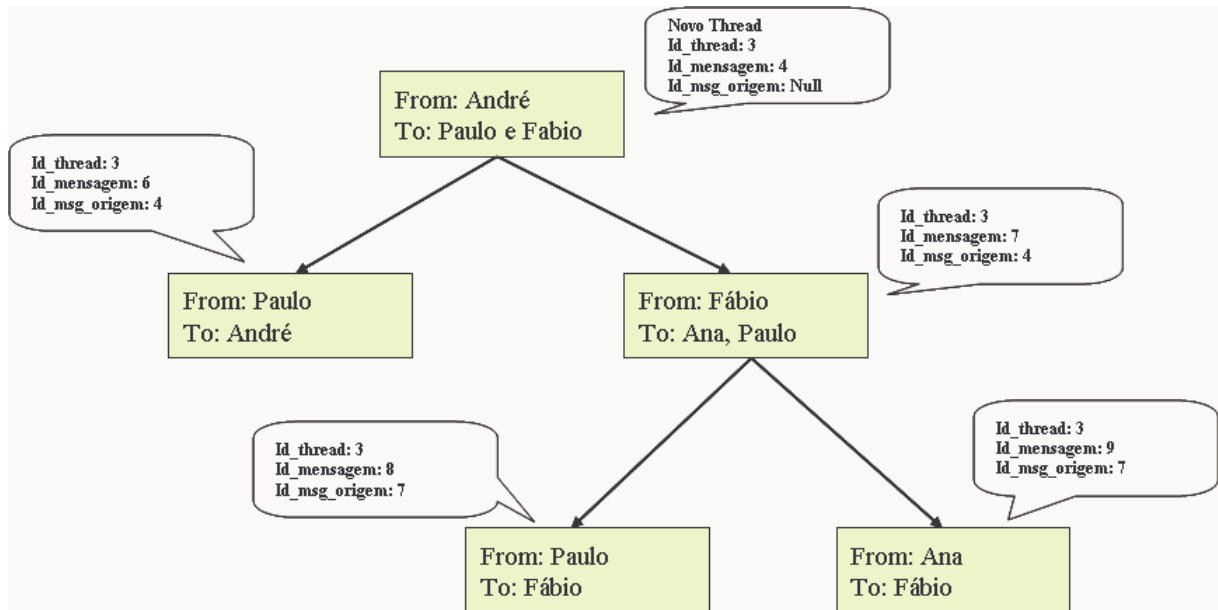 Novo Thread
Id_thread: 3
Id_mensagem: 4
Id_msg_origem: Null
From: André
To: Paulo e Fabio
Id_thread: 3
Id_mensagem: 6
Id_msg_origem: 4
Id_thread: 3
Id_mensagem: 7
Id_msg_origem: 4
From: Paulo
To: André
From: Fábio
To: Ana, Paulo
Id_thread: 3
Id_mensagem: 8
Id_msg_origem: 7
Id_thread: 3
Id_mensagem: 9
Id_msg_origem: 7
From: Paulo
To: Fábio
From: Ana
To: Fábio